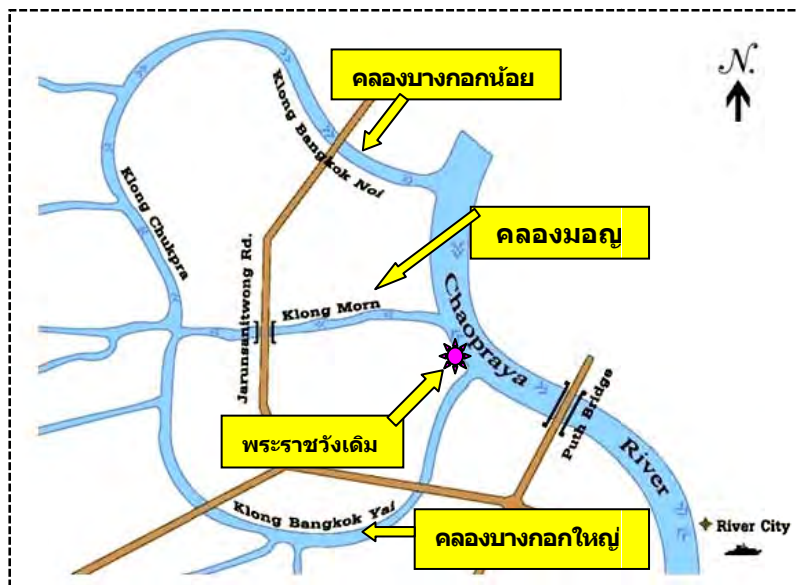 N.
คลองบางกอกน้อย
Klong Bangkok Noi
Klong Chukpra
คลองมอญ
Jarunsanitwong Rd.
Klong Morn
Chaopraya
River
Puth Bridge
พระราชวังเดิม
Klong Bangkok Yai
คลองบางกอกใหญ่
River City